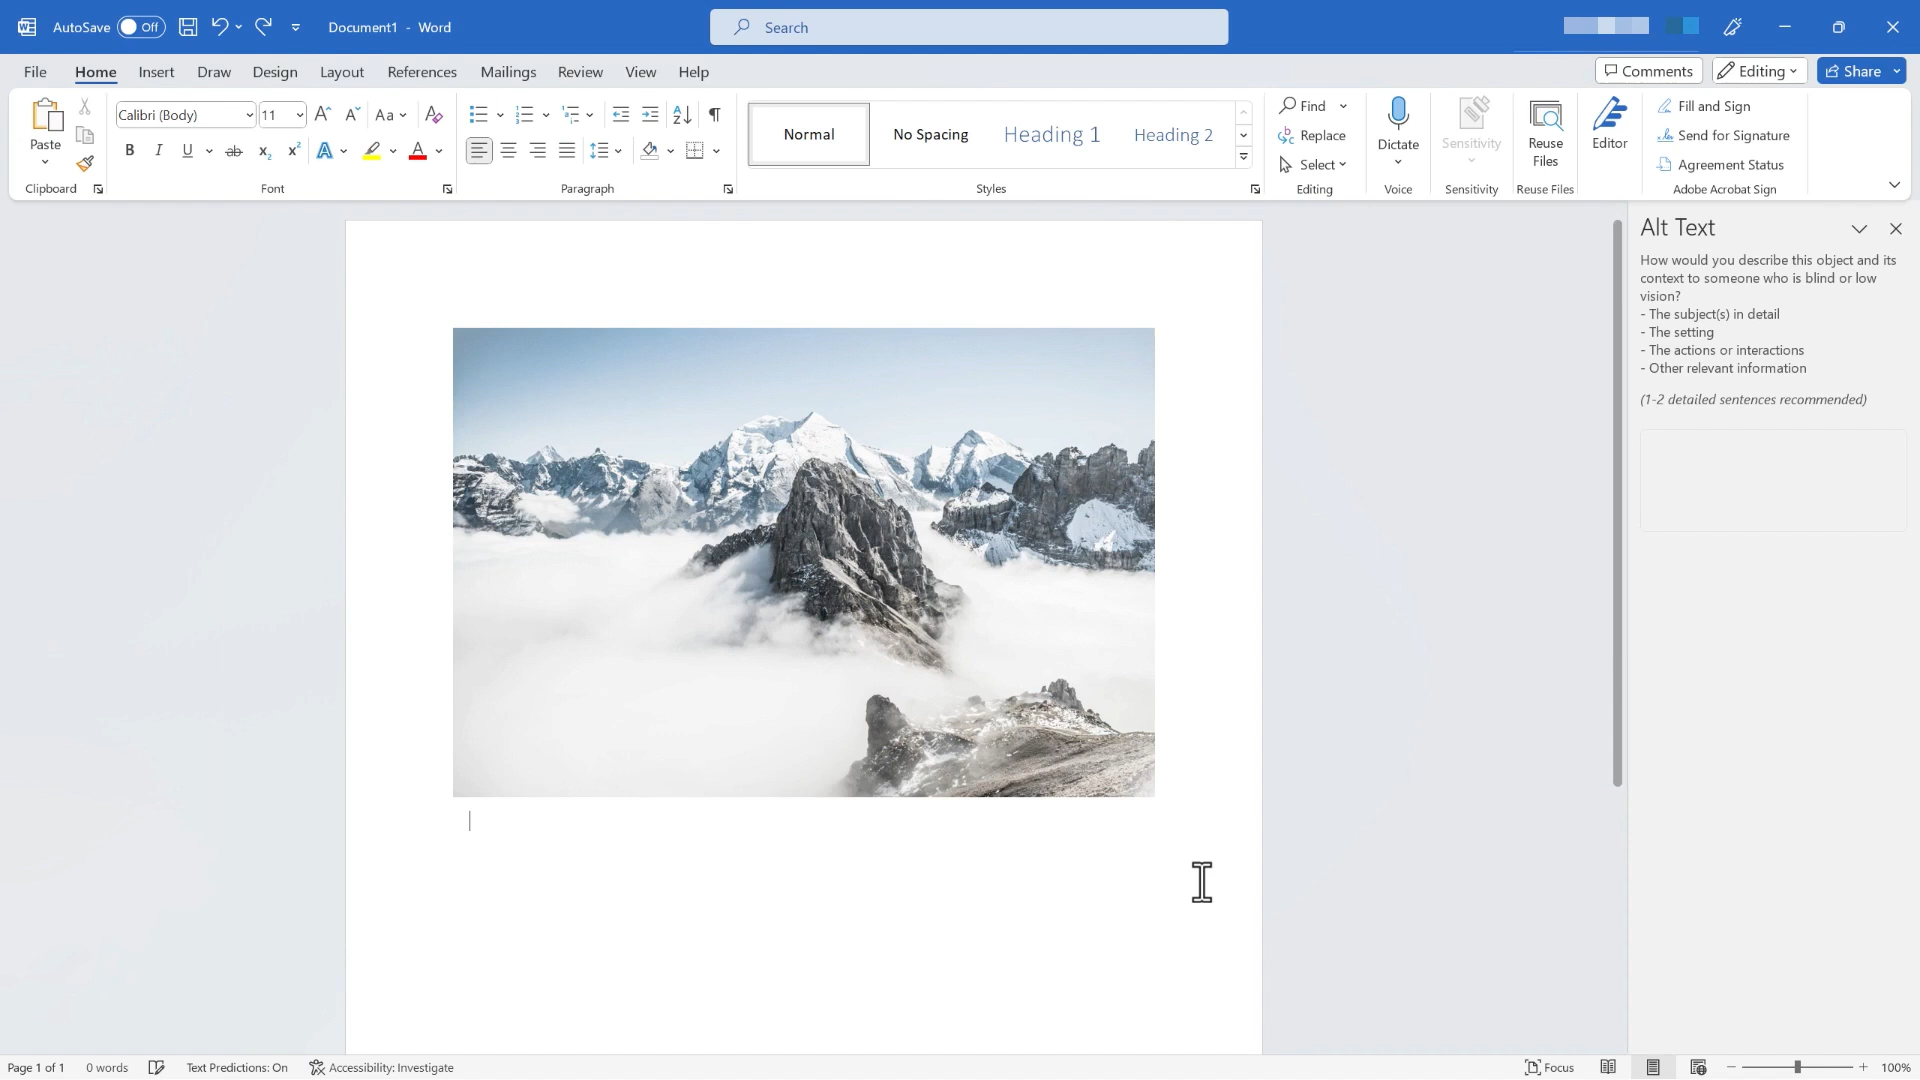 AutoSave Off Document1 - Word Search
File Home Insert Draw Design Layout References Mailings Review View Help Comments Editing Share
Paste
Clipboard
Calibri (Body) 11
Font
Paragraph
Normal No Spacing Heading 1 Heading 2
Styles
Find
Replace
Select
Editing
Dictate
Voice
Sensitivity
Sensitivity
Reuse
Files
Reuse Files
Editor
Fill and Sign
Send for Signature
Agreement Status
Adobe Acrobat Sign
Alt Text
How would you describe this object and its
context to someone who is blind or low
vision?
- The subject(s) in detail
- The setting
- The actions or interactions
- Other relevant information
(1-2 detailed sentences recommended)
Page 1 of 1 0 words Text Predictions: On Accessibility: Investigate Focus 100%